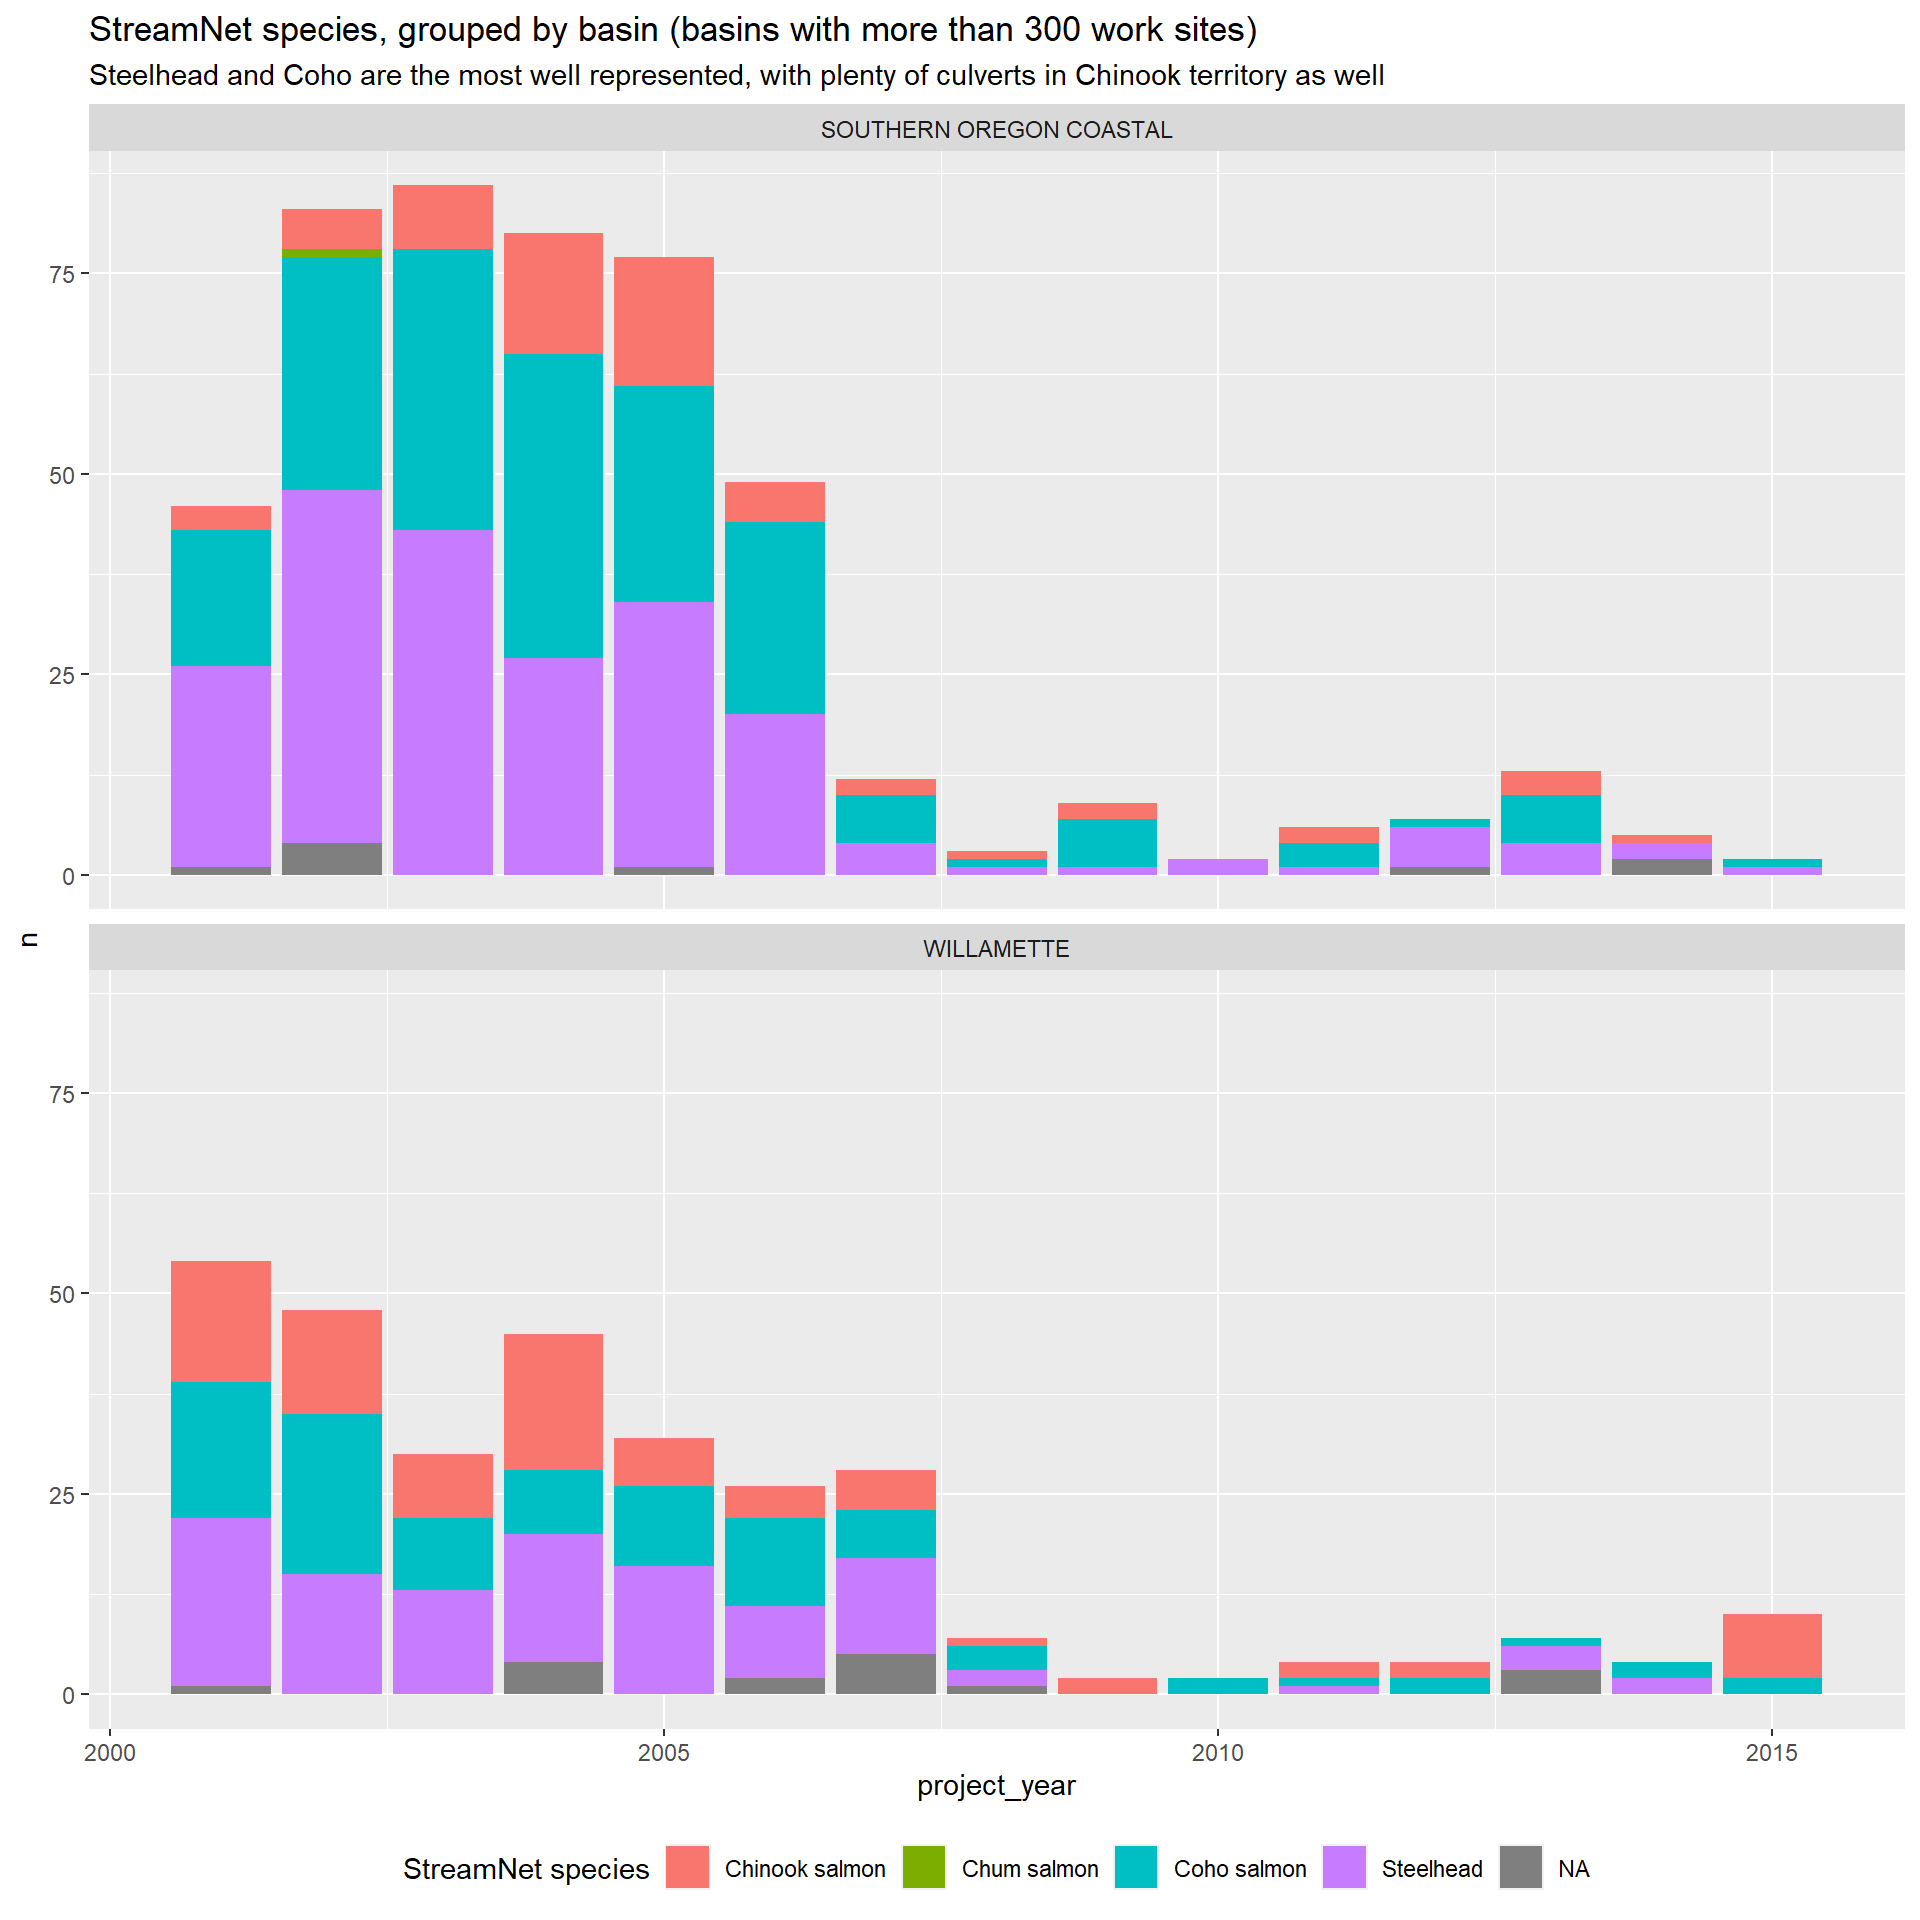 StreamNet species, grouped by basin (basins with more than 300 work sites)
Steelhead and Coho are the most well represented, with plenty of culverts in Chinook territory as well
SOUTHERN OREGON COASTAL
75
50
25
0
n
WILLAMETTE
75
50
25
0
2000 2005 2010 2015
project_year
StreamNet species Chinook salmon Chum salmon Coho salmon Steelhead NA